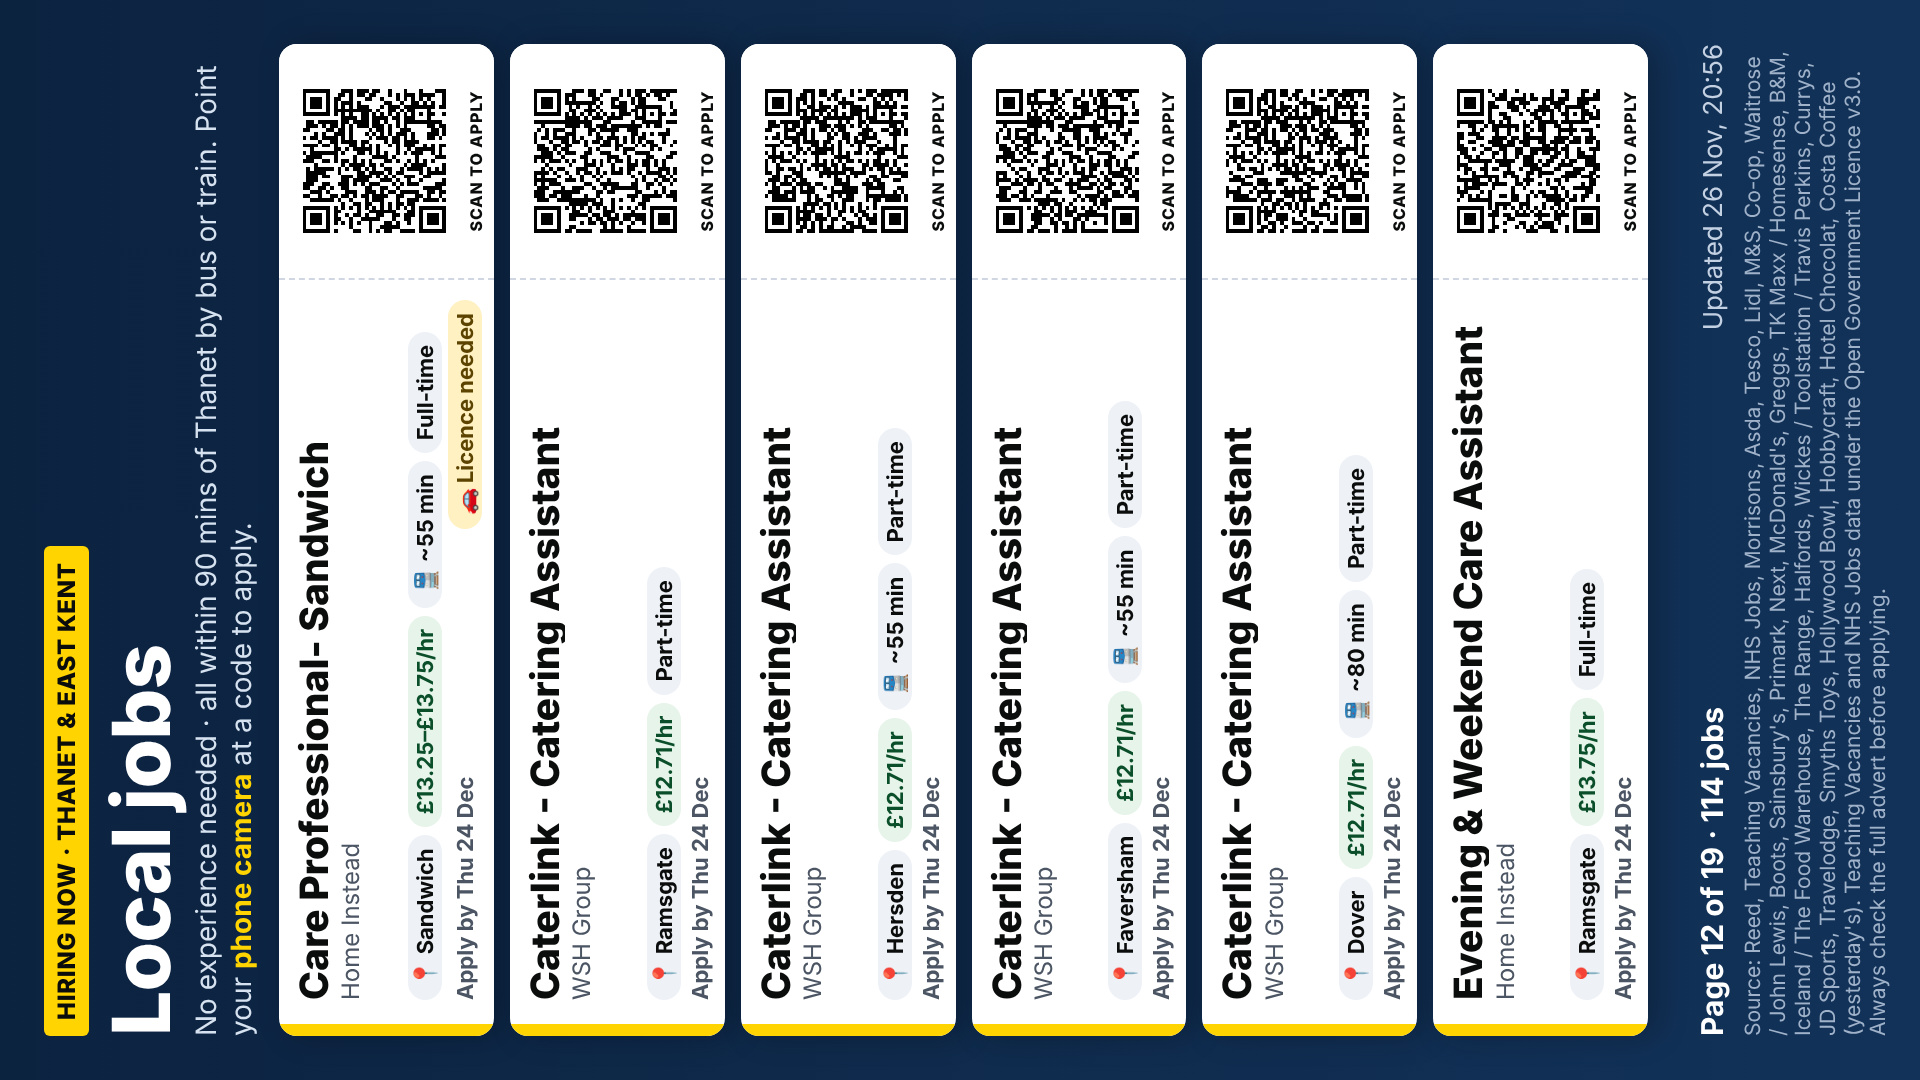 HIRING NOW · THANET & EAST KENT
Local jobs
No experience needed · all within 90 mins of Thanet by bus or train. Point
your phone camera at a code to apply.
Care Professional- Sandwich
Home Instead
📍 Sandwich £13.25–£13.75/hr 🚆 ~55 min Full-time
🚗 Licence needed
Apply by Thu 24 Dec
SCAN TO APPLY
Caterlink - Catering Assistant
WSH Group
📍 Ramsgate £12.71/hr Part-time
Apply by Thu 24 Dec
SCAN TO APPLY
Caterlink - Catering Assistant
WSH Group
📍 Hersden £12.71/hr 🚆 ~55 min Part-time
Apply by Thu 24 Dec
SCAN TO APPLY
Caterlink - Catering Assistant
WSH Group
📍 Faversham £12.71/hr 🚆 ~55 min Part-time
Apply by Thu 24 Dec
SCAN TO APPLY
Caterlink - Catering Assistant
WSH Group
📍 Dover £12.71/hr 🚆 ~80 min Part-time
Apply by Thu 24 Dec
SCAN TO APPLY
Evening & Weekend Care Assistant
Home Instead
📍 Ramsgate £13.75/hr Full-time
Apply by Thu 24 Dec
SCAN TO APPLY
Page 12 of 19 · 114 jobs
Updated 26 Nov, 20:56
Source: Reed, Teaching Vacancies, NHS Jobs, Morrisons, Asda, Tesco, Lidl, M&S, Co-op, Waitrose
/ John Lewis, Boots, Sainsbury's, Primark, Next, McDonald's, Greggs, TK Maxx / Homesense, B&M,
Iceland / The Food Warehouse, The Range, Halfords, Wickes / Toolstation / Travis Perkins, Currys,
JD Sports, Travelodge, Smyths Toys, Hollywood Bowl, Hobbycraft, Hotel Chocolat, Costa Coffee
(yesterday's). Teaching Vacancies and NHS Jobs data under the Open Government Licence v3.0.
Always check the full advert before applying.